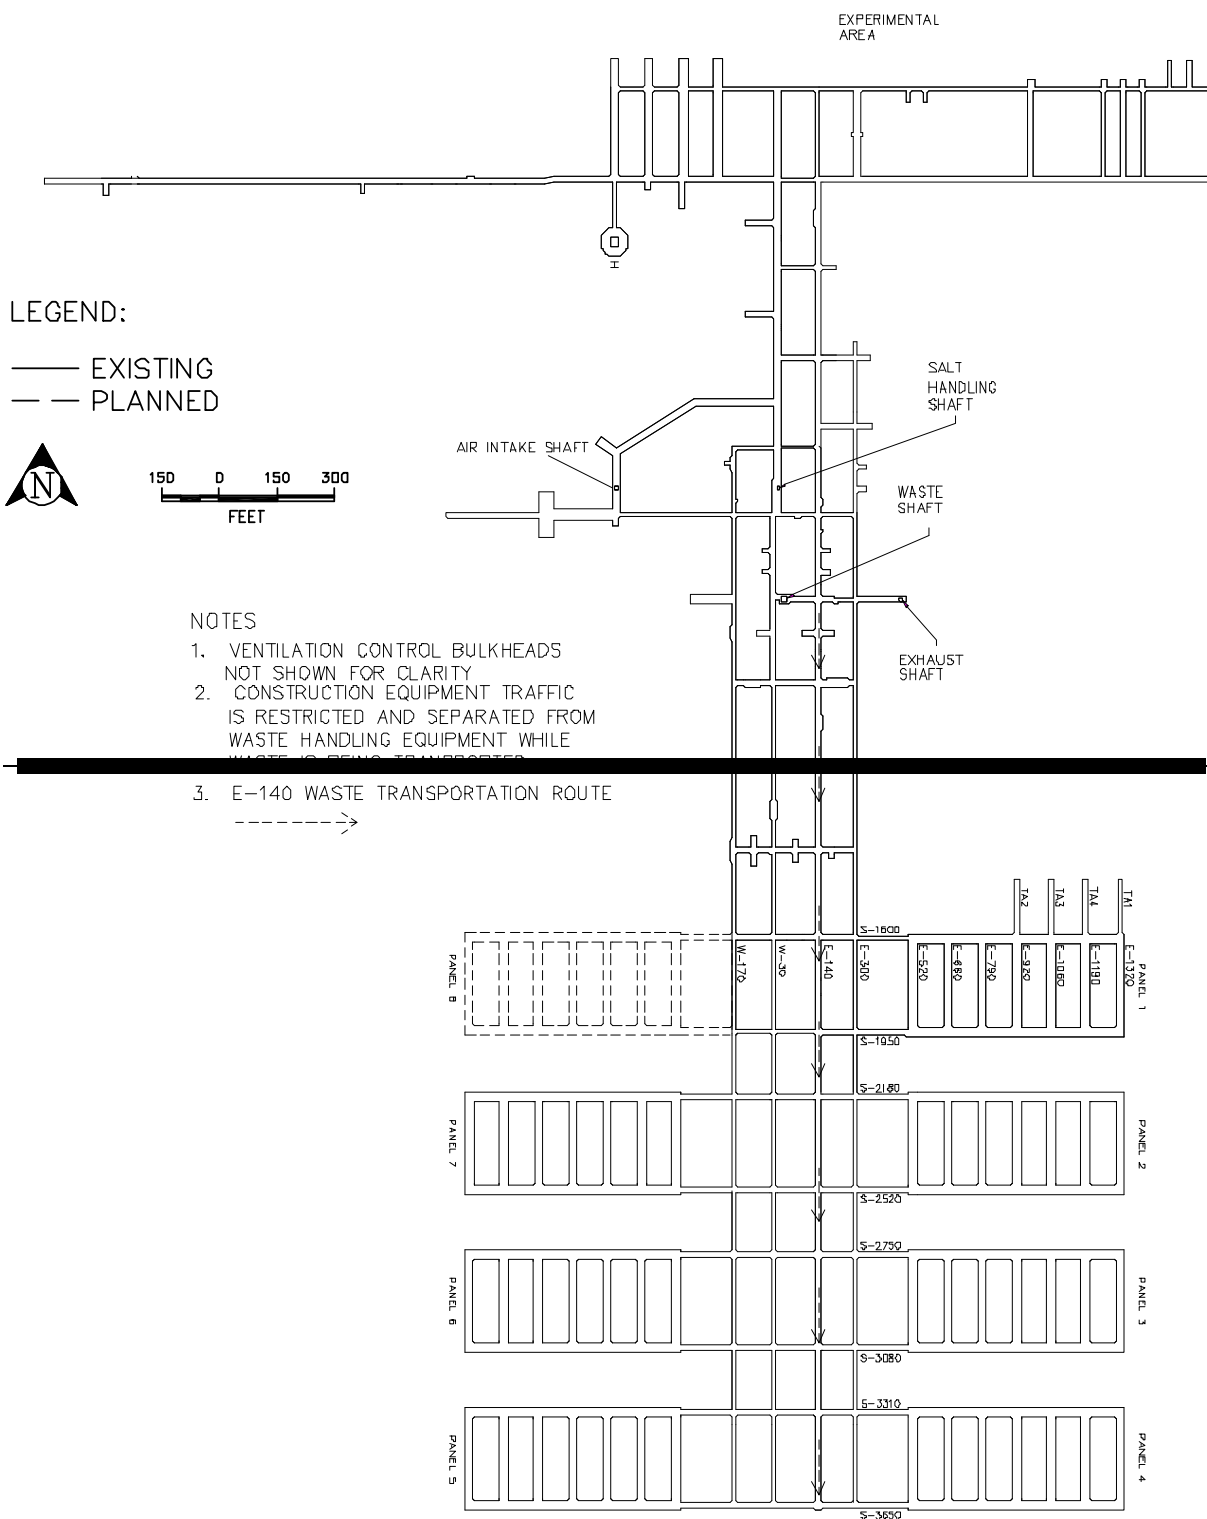 EXPERIMENTAL
AREA
LEGEND:
EXISTING
PLANNED
N
150 0 150 300
FEET
AIR INTAKE SHAFT
SALT
HANDLING
SHAFT
WASTE
SHAFT
EXHAUST
SHAFT
NOTES
1. VENTILATION CONTROL BULKHEADS
NOT SHOWN FOR CLARITY
2. CONSTRUCTION EQUIPMENT TRAFFIC
IS RESTRICTED AND SEPARATED FROM
WASTE HANDLING EQUIPMENT WHILE
WASTE IS BEING TRANSPORTED
3. E-140 WASTE TRANSPORTATION ROUTE
TA2
TA3
TA4
TA1
S-1600
PANEL 8
W-170
W-30
E-140
E-300
E-520
E-660
E-790
E-920
E-1060
E-1190
E-1320
PANEL 1
S-1950
S-2180
PANEL 7
PANEL 2
S-2520
S-2750
PANEL 6
PANEL 3
S-3080
S-3310
PANEL 5
PANEL 4
S-3650